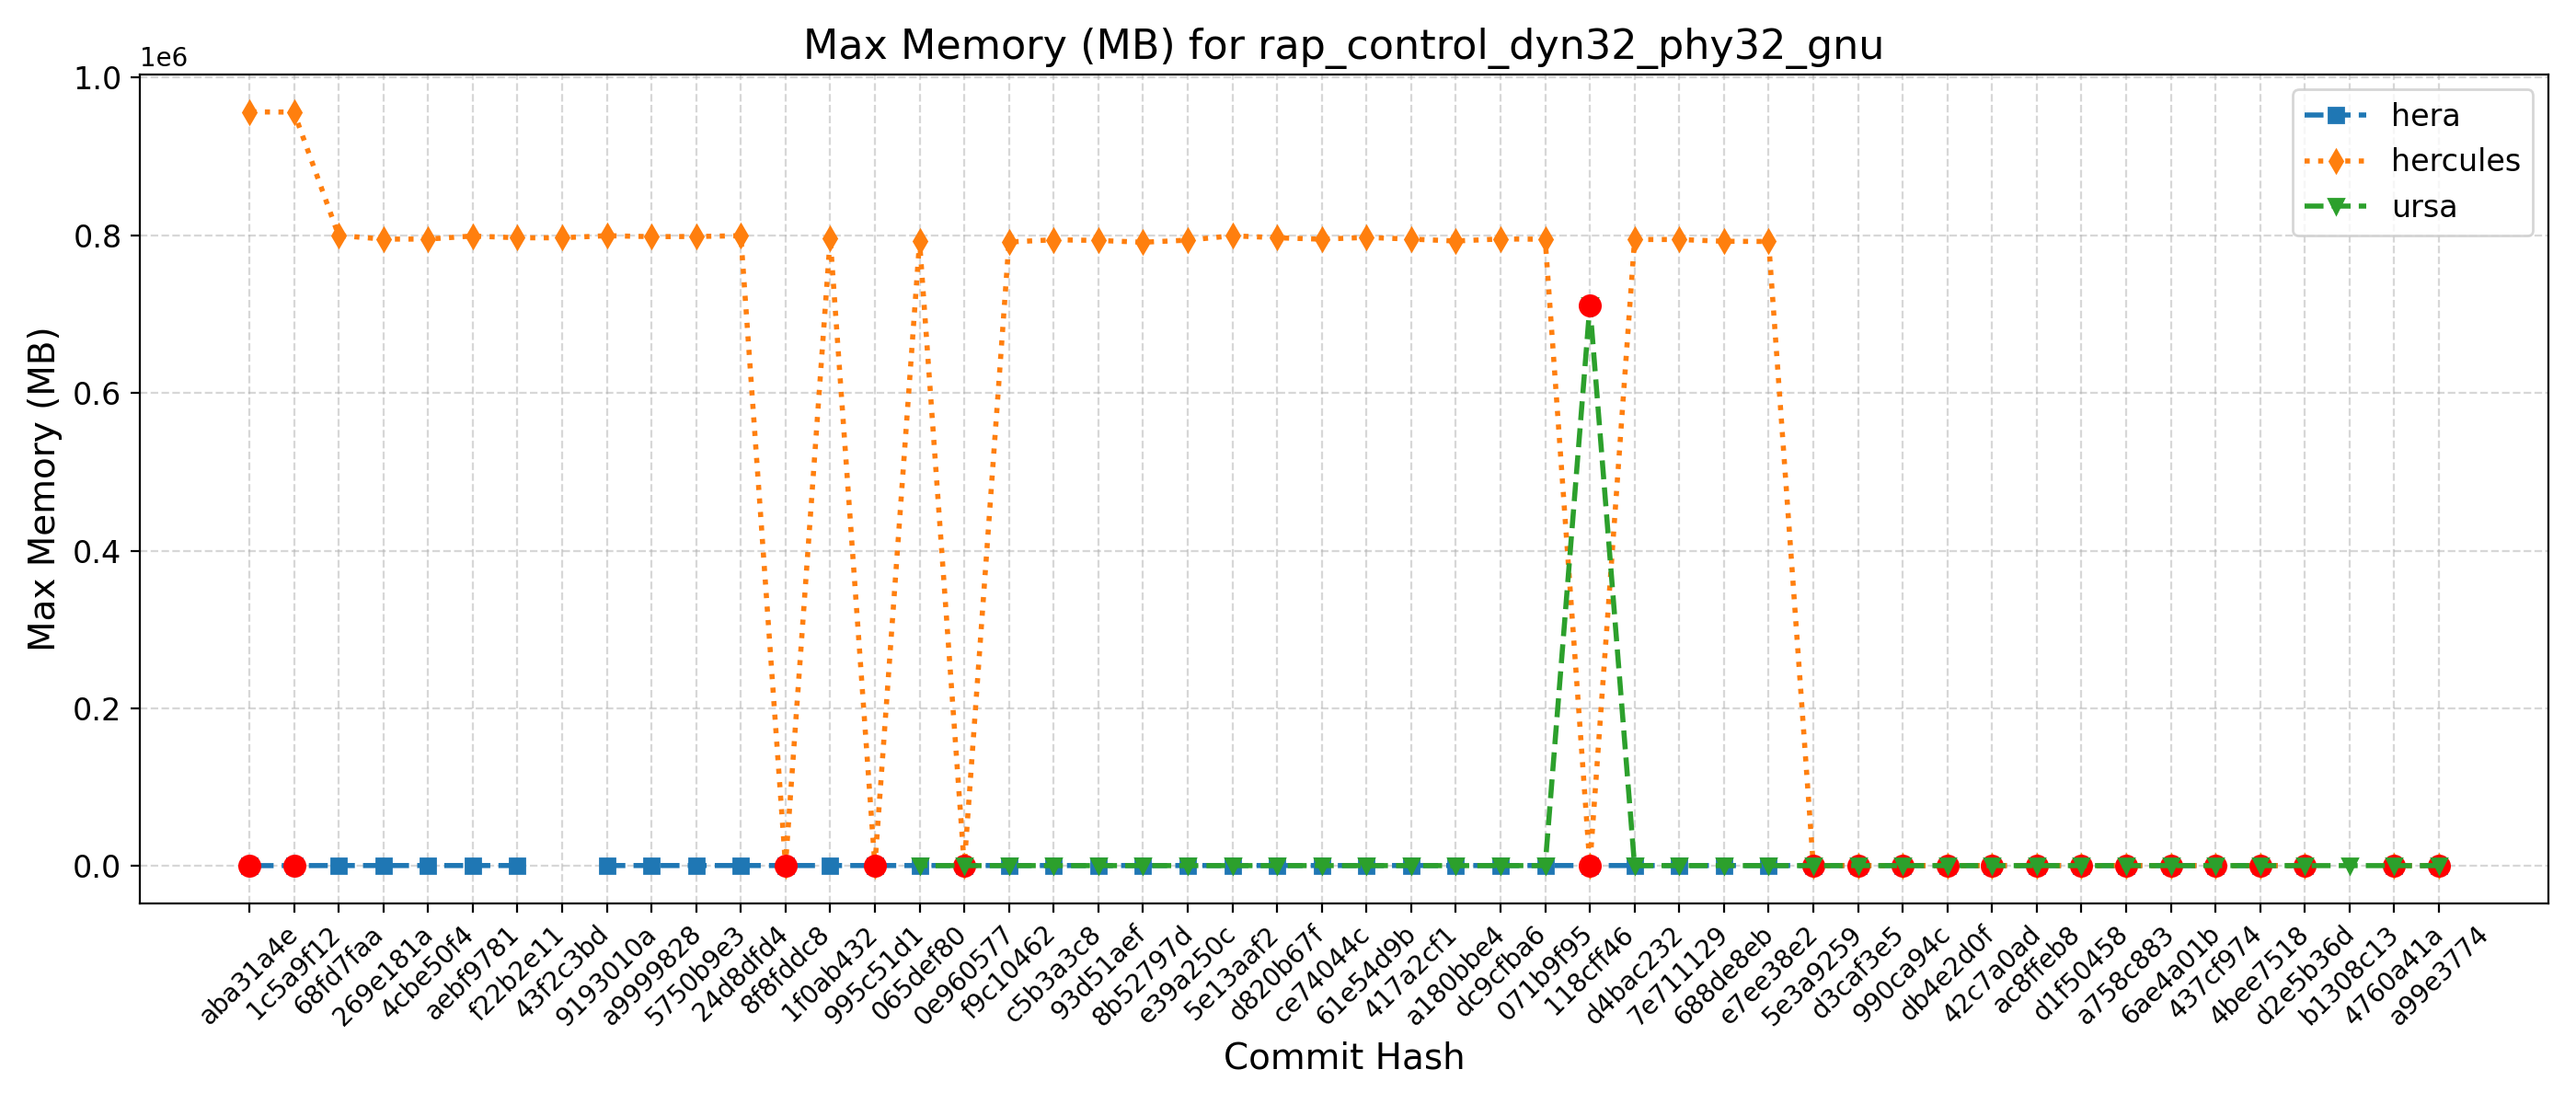 Max Memory (MB) for rap_control_dyn32_phy32_gnu
1e6
1.0
0.8
0.6
0.4
0.2
0.0
Max Memory (MB)
hera
hercules
ursa
aba31a4e
1c5a9f12
68fd7faa
269e181a
4cbe50f4
aebf9781
f22b2e11
43f2c3bd
9193010a
a9999828
5750b9e3
24d8dfd4
8f8fddc8
1f0ab432
995c51d1
065def80
0e960577
f9c10462
c5b3a3c8
93d51aef
8b52797d
e39a250c
5e13aaf2
d820b67f
ce74044c
61e54d9b
417a2cf1
a180bbe4
dc9cfba6
071b9f95
118cff46
d4bac232
7e711129
688de8eb
e7ee38e2
5e3a9259
d3caf3e5
990ca94c
db4e2d0f
42c7a0ad
ac8ffeb8
d1f50458
a758c883
6ae4a01b
437cf974
4bee7518
d2e5b36d
b1308c13
4760a41a
a99e3774
Commit Hash